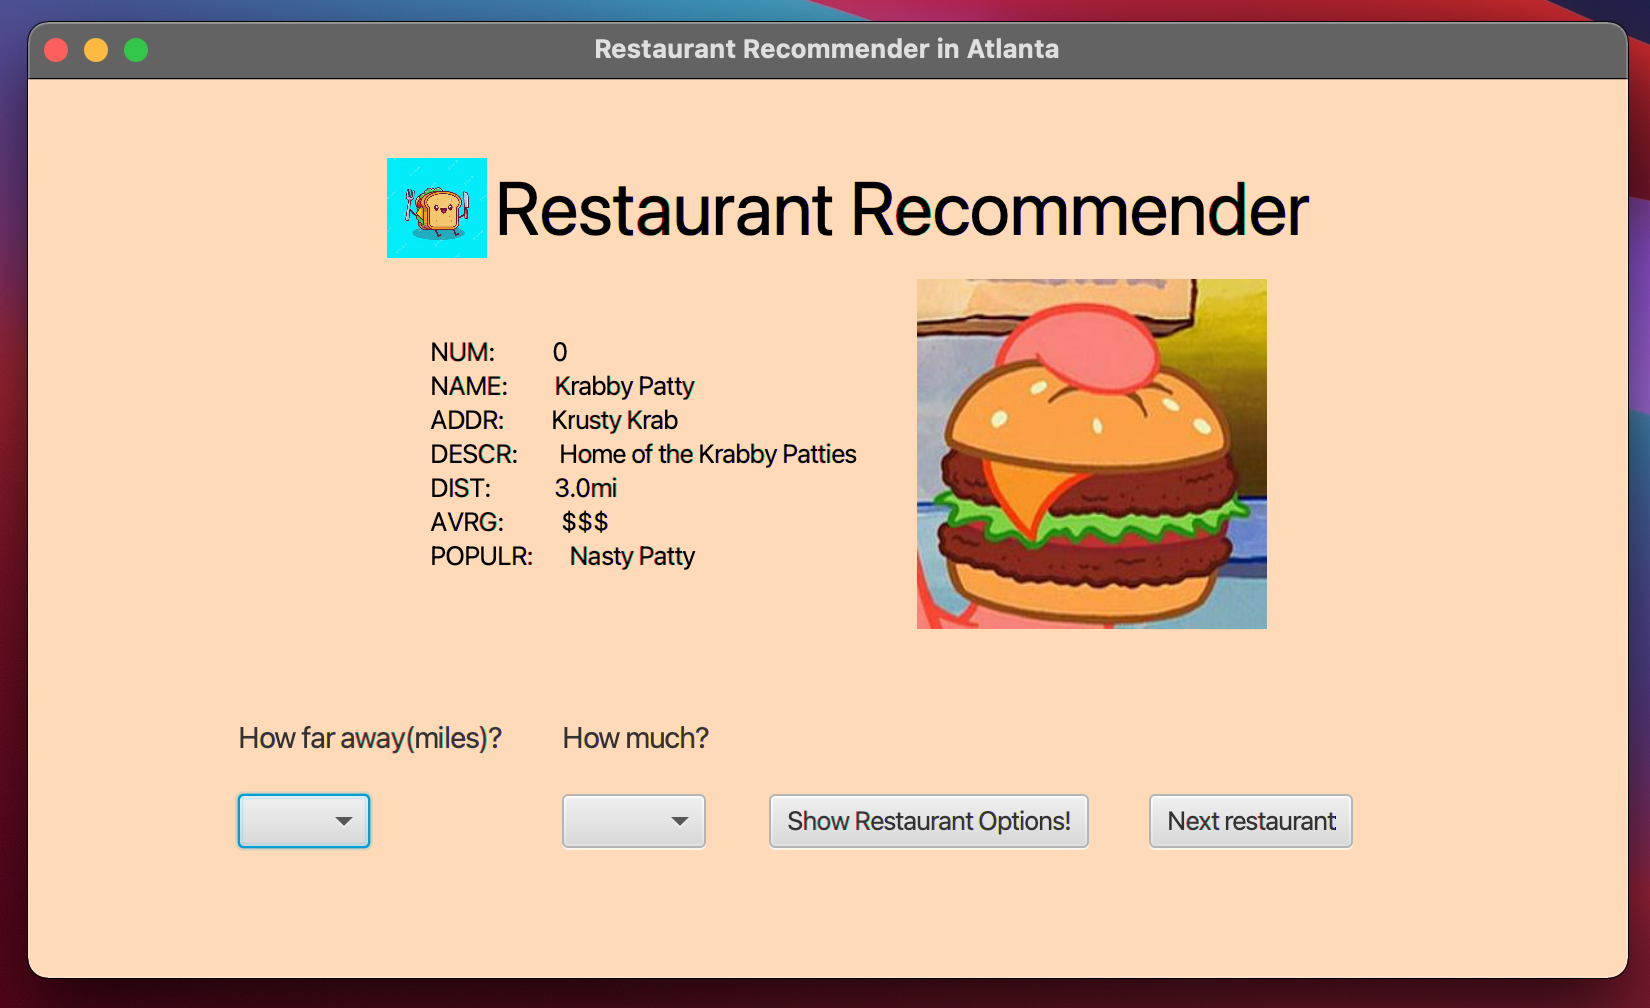 Restaurant Recommender in Atlanta
Restaurant Recommender
NUM: 0
NAME: Krabby Patty
ADDR: Krusty Krab
DESCR: Home of the Krabby Patties
DIST: 3.0mi
AVRG: $$$
POPULR: Nasty Patty
How far away(miles)? How much?
Show Restaurant Options! Next restaurant